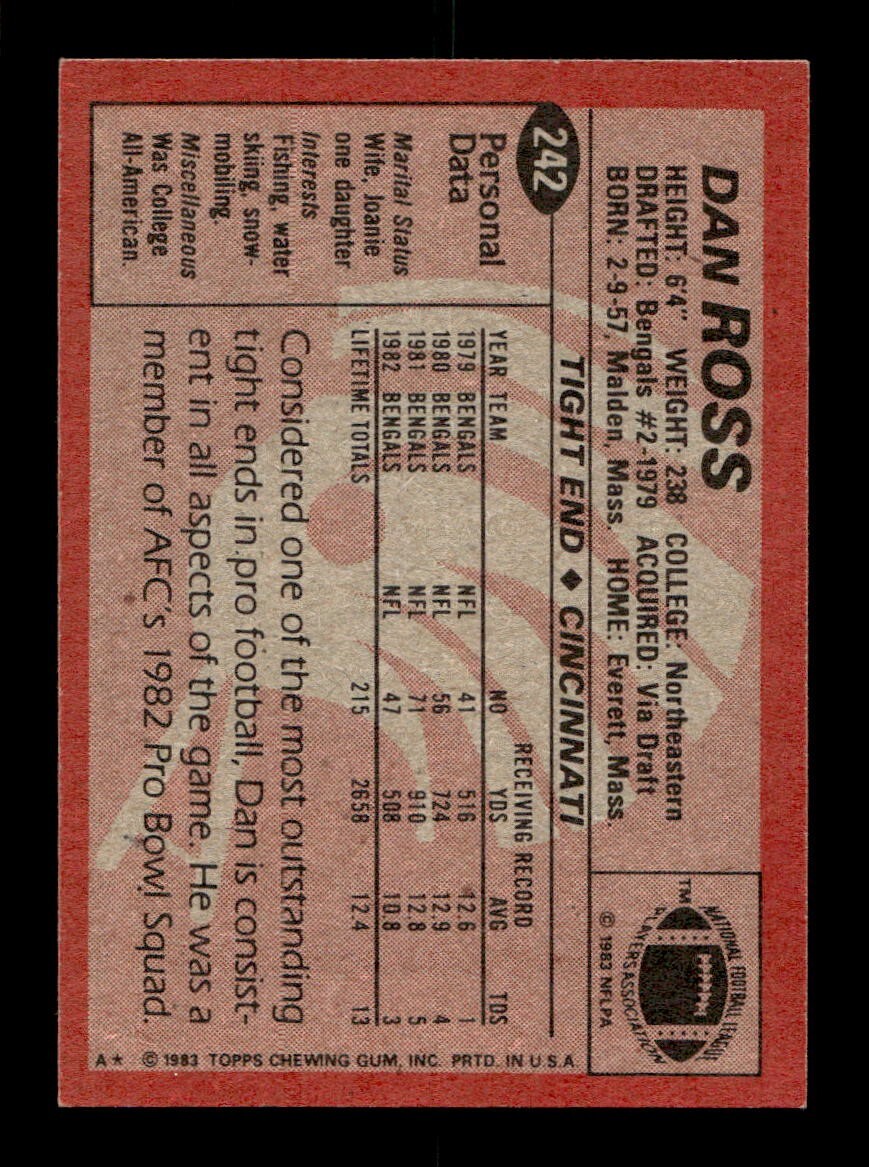 DAN ROSS
HEIGHT: 6'4" WEIGHT: 238 COLLEGE: Northeastern
DRAFTED: Bengals #2-1979 ACQUIRED: Via Draft
BORN: 2-9-57, Malden, Mass. HOME: Everett, Mass.
NATIONAL FOOTBALL LEAGUE
PLAYERS ASSOCIATION
TM
© 1983 NFLPA
242
TIGHT END ♦ CINCINNATI
Personal
Data
Marital Status
Wife, Joanie
one daughter
Interests
Fishing, water
skiing, snow-
mobiling.
Miscellaneous
Was College
All-American.
RECEIVING RECORD
YEAR TEAM NO YDS AVG TDS
1979 BENGALS NFL 41 516 12.6 1
1980 BENGALS NFL 56 724 12.9 4
1981 BENGALS NFL 71 910 12.8 5
1982 BENGALS NFL 47 508 10.8 3
LIFETIME TOTALS 215 2658 12.4 13
Considered one of the most outstanding
tight ends in pro football, Dan is consist-
ent in all aspects of the game. He was a
member of AFC's 1982 Pro Bowl Squad.
A★ © 1983 TOPPS CHEWING GUM, INC. PRTD. IN U.S.A.